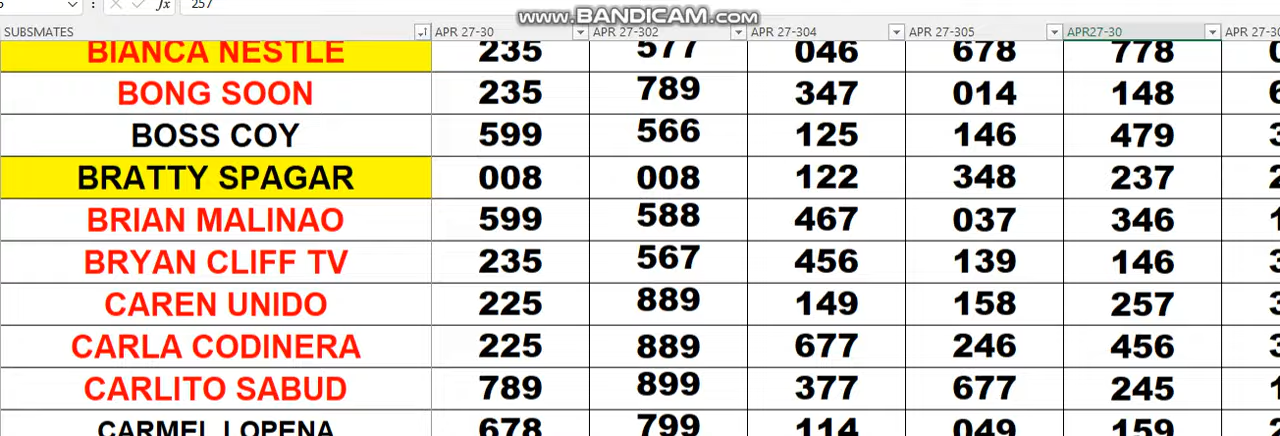 fx 257
www.BANDICAM.com
SUBSMATES APR 27-30 APR 27-302 APR 27-304 APR 27-305 APR27-30
BIANCA NESTLE 235 577 046 678 778
BONG SOON 235 789 347 014 148
BOSS COY 599 566 125 146 479
BRATTY SPAGAR 008 008 122 348 237
BRIAN MALINAO 599 588 467 037 346
BRYAN CLIFF TV 235 567 456 139 146
CAREN UNIDO 225 889 149 158 257
CARLA CODINERA 225 889 677 246 456
CARLITO SABUD 789 899 377 677 245
CARMEL LOPENA 678 799 114 049 159